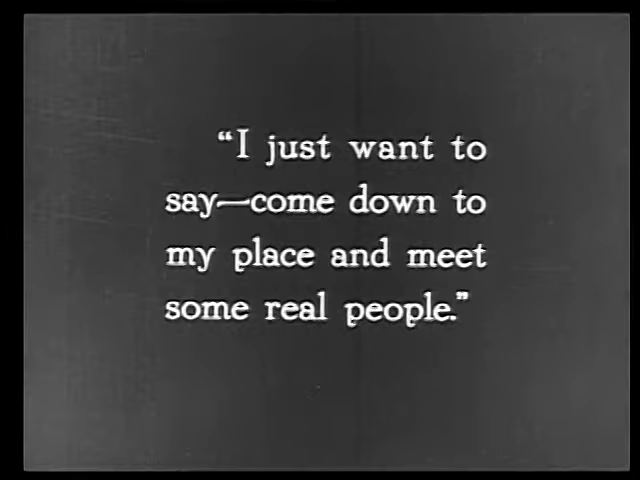 “I just want to
say—come down to
my place and meet
some real people.”